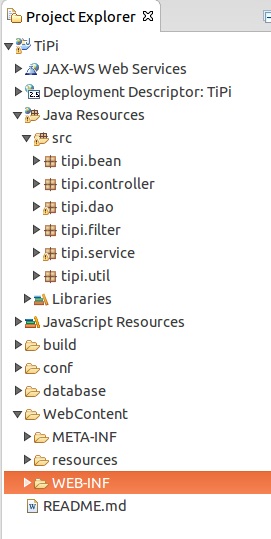 Project Explorer
TiPi
JAX-WS Web Services
Deployment Descriptor: TiPi
Java Resources
src
tipi.bean
tipi.controller
tipi.dao
tipi.filter
tipi.service
tipi.util
Libraries
JavaScript Resources
build
conf
database
WebContent
META-INF
resources
WEB-INF
README.md